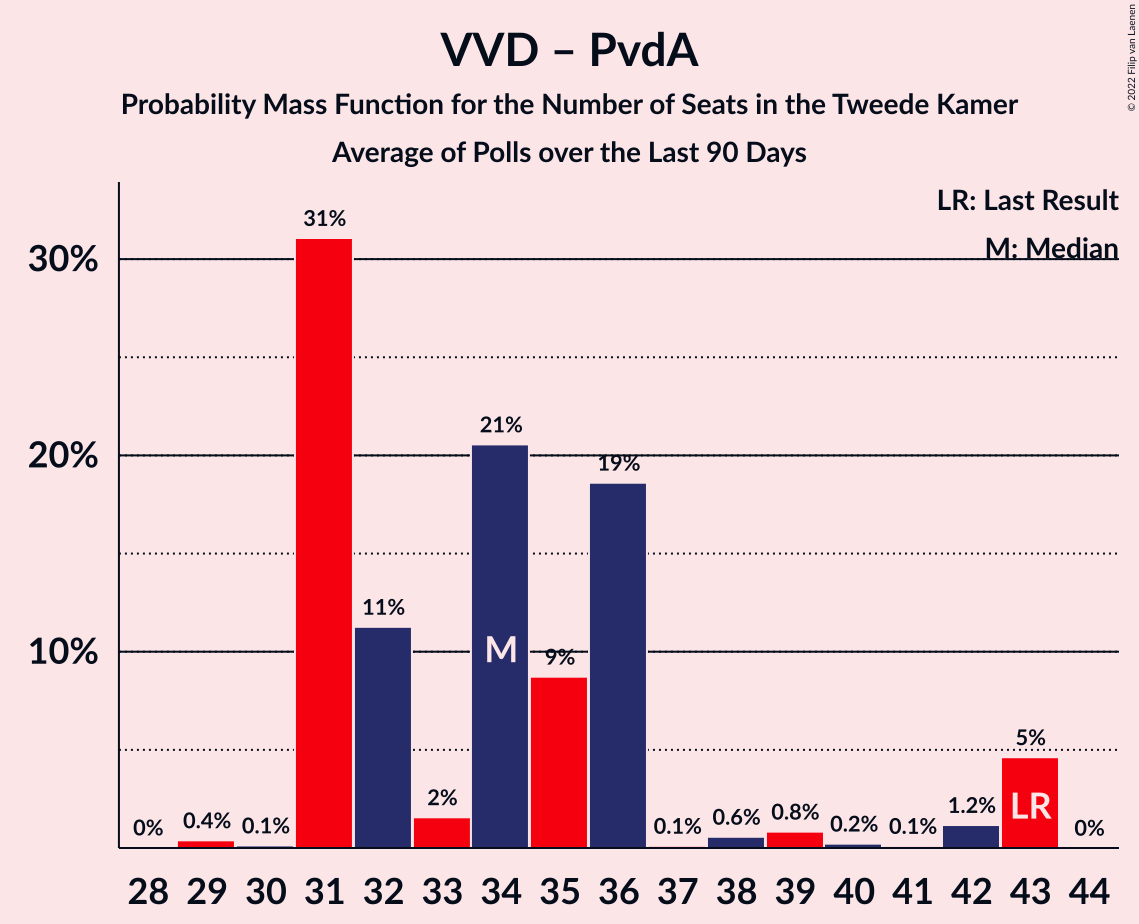 VVD – PvdA
Probability Mass Function for the Number of Seats in the Tweede Kamer
Average of Polls over the Last 90 Days
© 2022 Filip van Laenen
LR: Last Result
M: Median
30%
20%
10%
0% 0.4% 0.1% 31% 11% 2% 21% 9% 19% 0.1% 0.6% 0.8% 0.2% 0.1% 1.2% 5% 0%
M LR
28 29 30 31 32 33 34 35 36 37 38 39 40 41 42 43 44